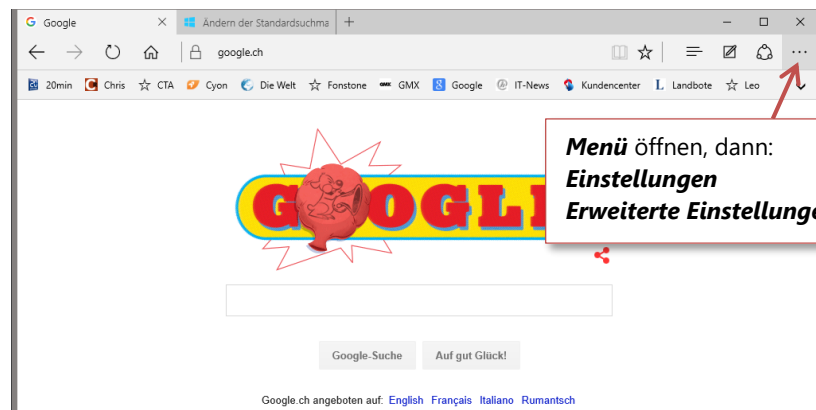 Google
Ändern der Standardsuchma
google.ch
20min Chris CTA Cyon Die Welt Fonstone GMX Google IT-News Kundencenter Landbote Leo
Menü öffnen, dann:
Einstellungen
Erweiterte Einstellunge
GOOGLE
Google-Suche Auf gut Glück!
Google.ch angeboten auf: English Français Italiano Rumantsch